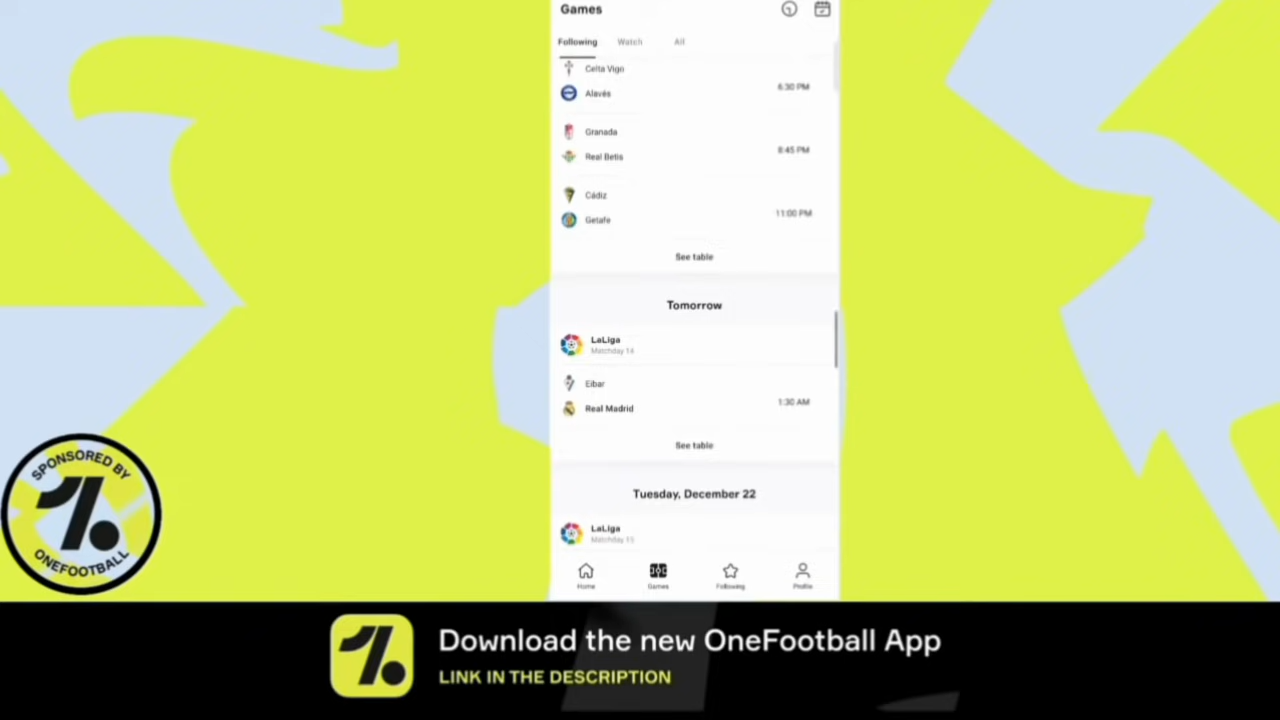 Games
Following Watch All
Celta Vigo
6:30 PM
Alavés
Granada
8:45 PM
Real Betis
Cádiz
11:00 PM
Getafe
See table
Tomorrow
LaLiga
Matchday 14
Eibar
1:30 AM
Real Madrid
See table
Tuesday, December 22
LaLiga
Matchday 15
Home Games Following Profile
SPONSORED BY
ONEFOOTBALL
Download the new OneFootball App
LINK IN THE DESCRIPTION